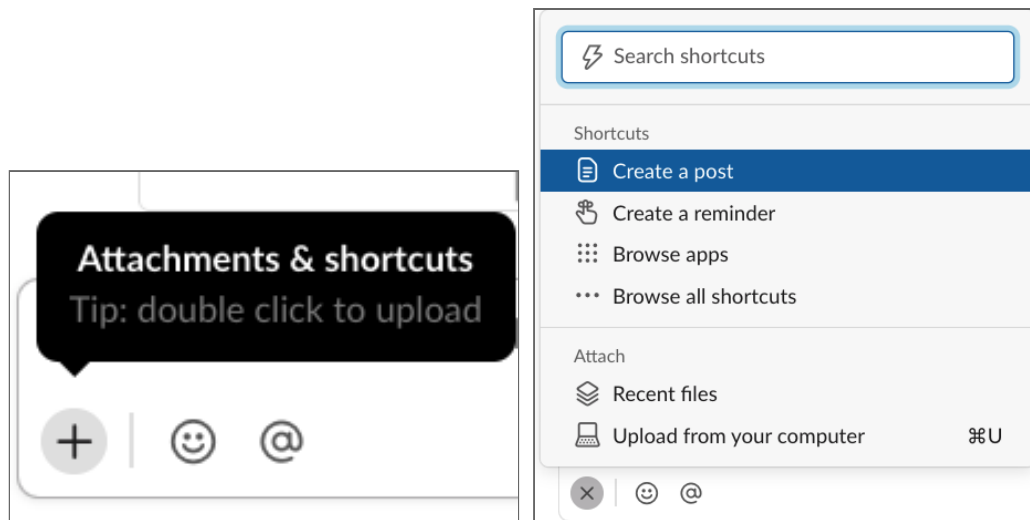 Attachments & shortcuts
Tip: double click to upload
Search shortcuts
Shortcuts
Create a post
Create a reminder
Browse apps
Browse all shortcuts
Attach
Recent files
Upload from your computer ⌘U